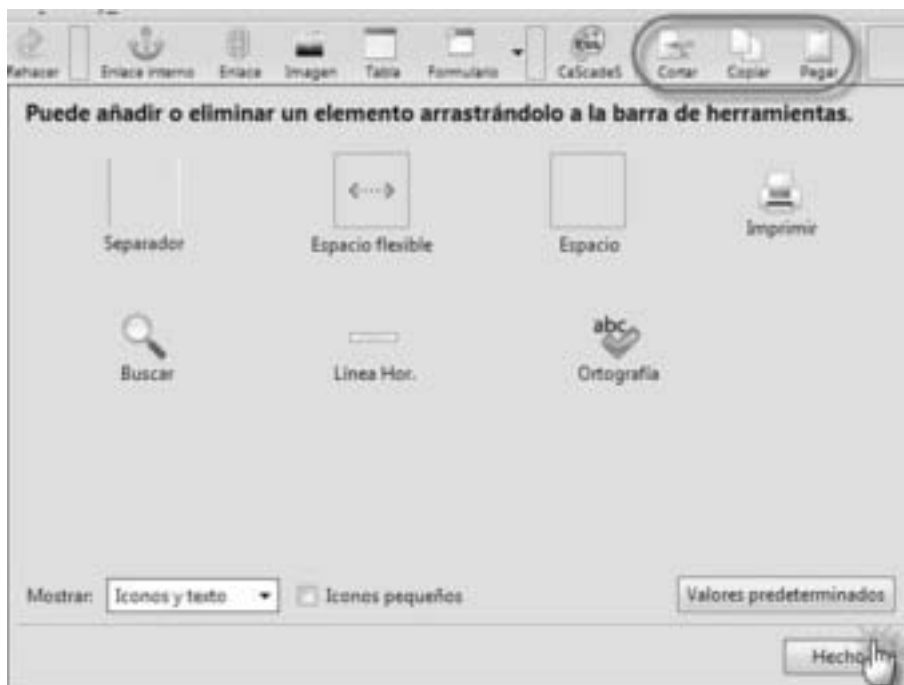 Rehacer Enlace interno Enlace Imagen Tabla Formulario CaScadeS Cortar Copiar Pegar
Puede añadir o eliminar un elemento arrastrándolo a la barra de herramientas.
Separador Espacio flexible Espacio Imprimir
Buscar Línea Hor. abc Ortografía
Mostrar: Iconos y texto Iconos pequeños Valores predeterminados
Hecho